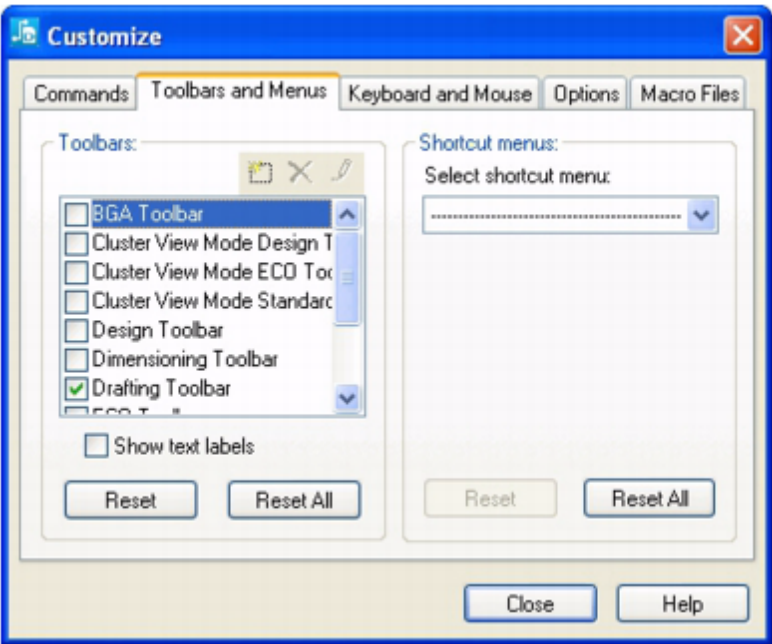 Customize
Commands
Toolbars and Menus
Keyboard and Mouse
Options
Macro Files
Toolbars:
BGA Toolbar
Cluster View Mode Design T
Cluster View Mode ECO Too
Cluster View Mode Standard
Design Toolbar
Dimensioning Toolbar
Drafting Toolbar
Show text labels
Reset
Reset All
Shortcut menus:
Select shortcut menu:
Reset
Reset All
Close
Help